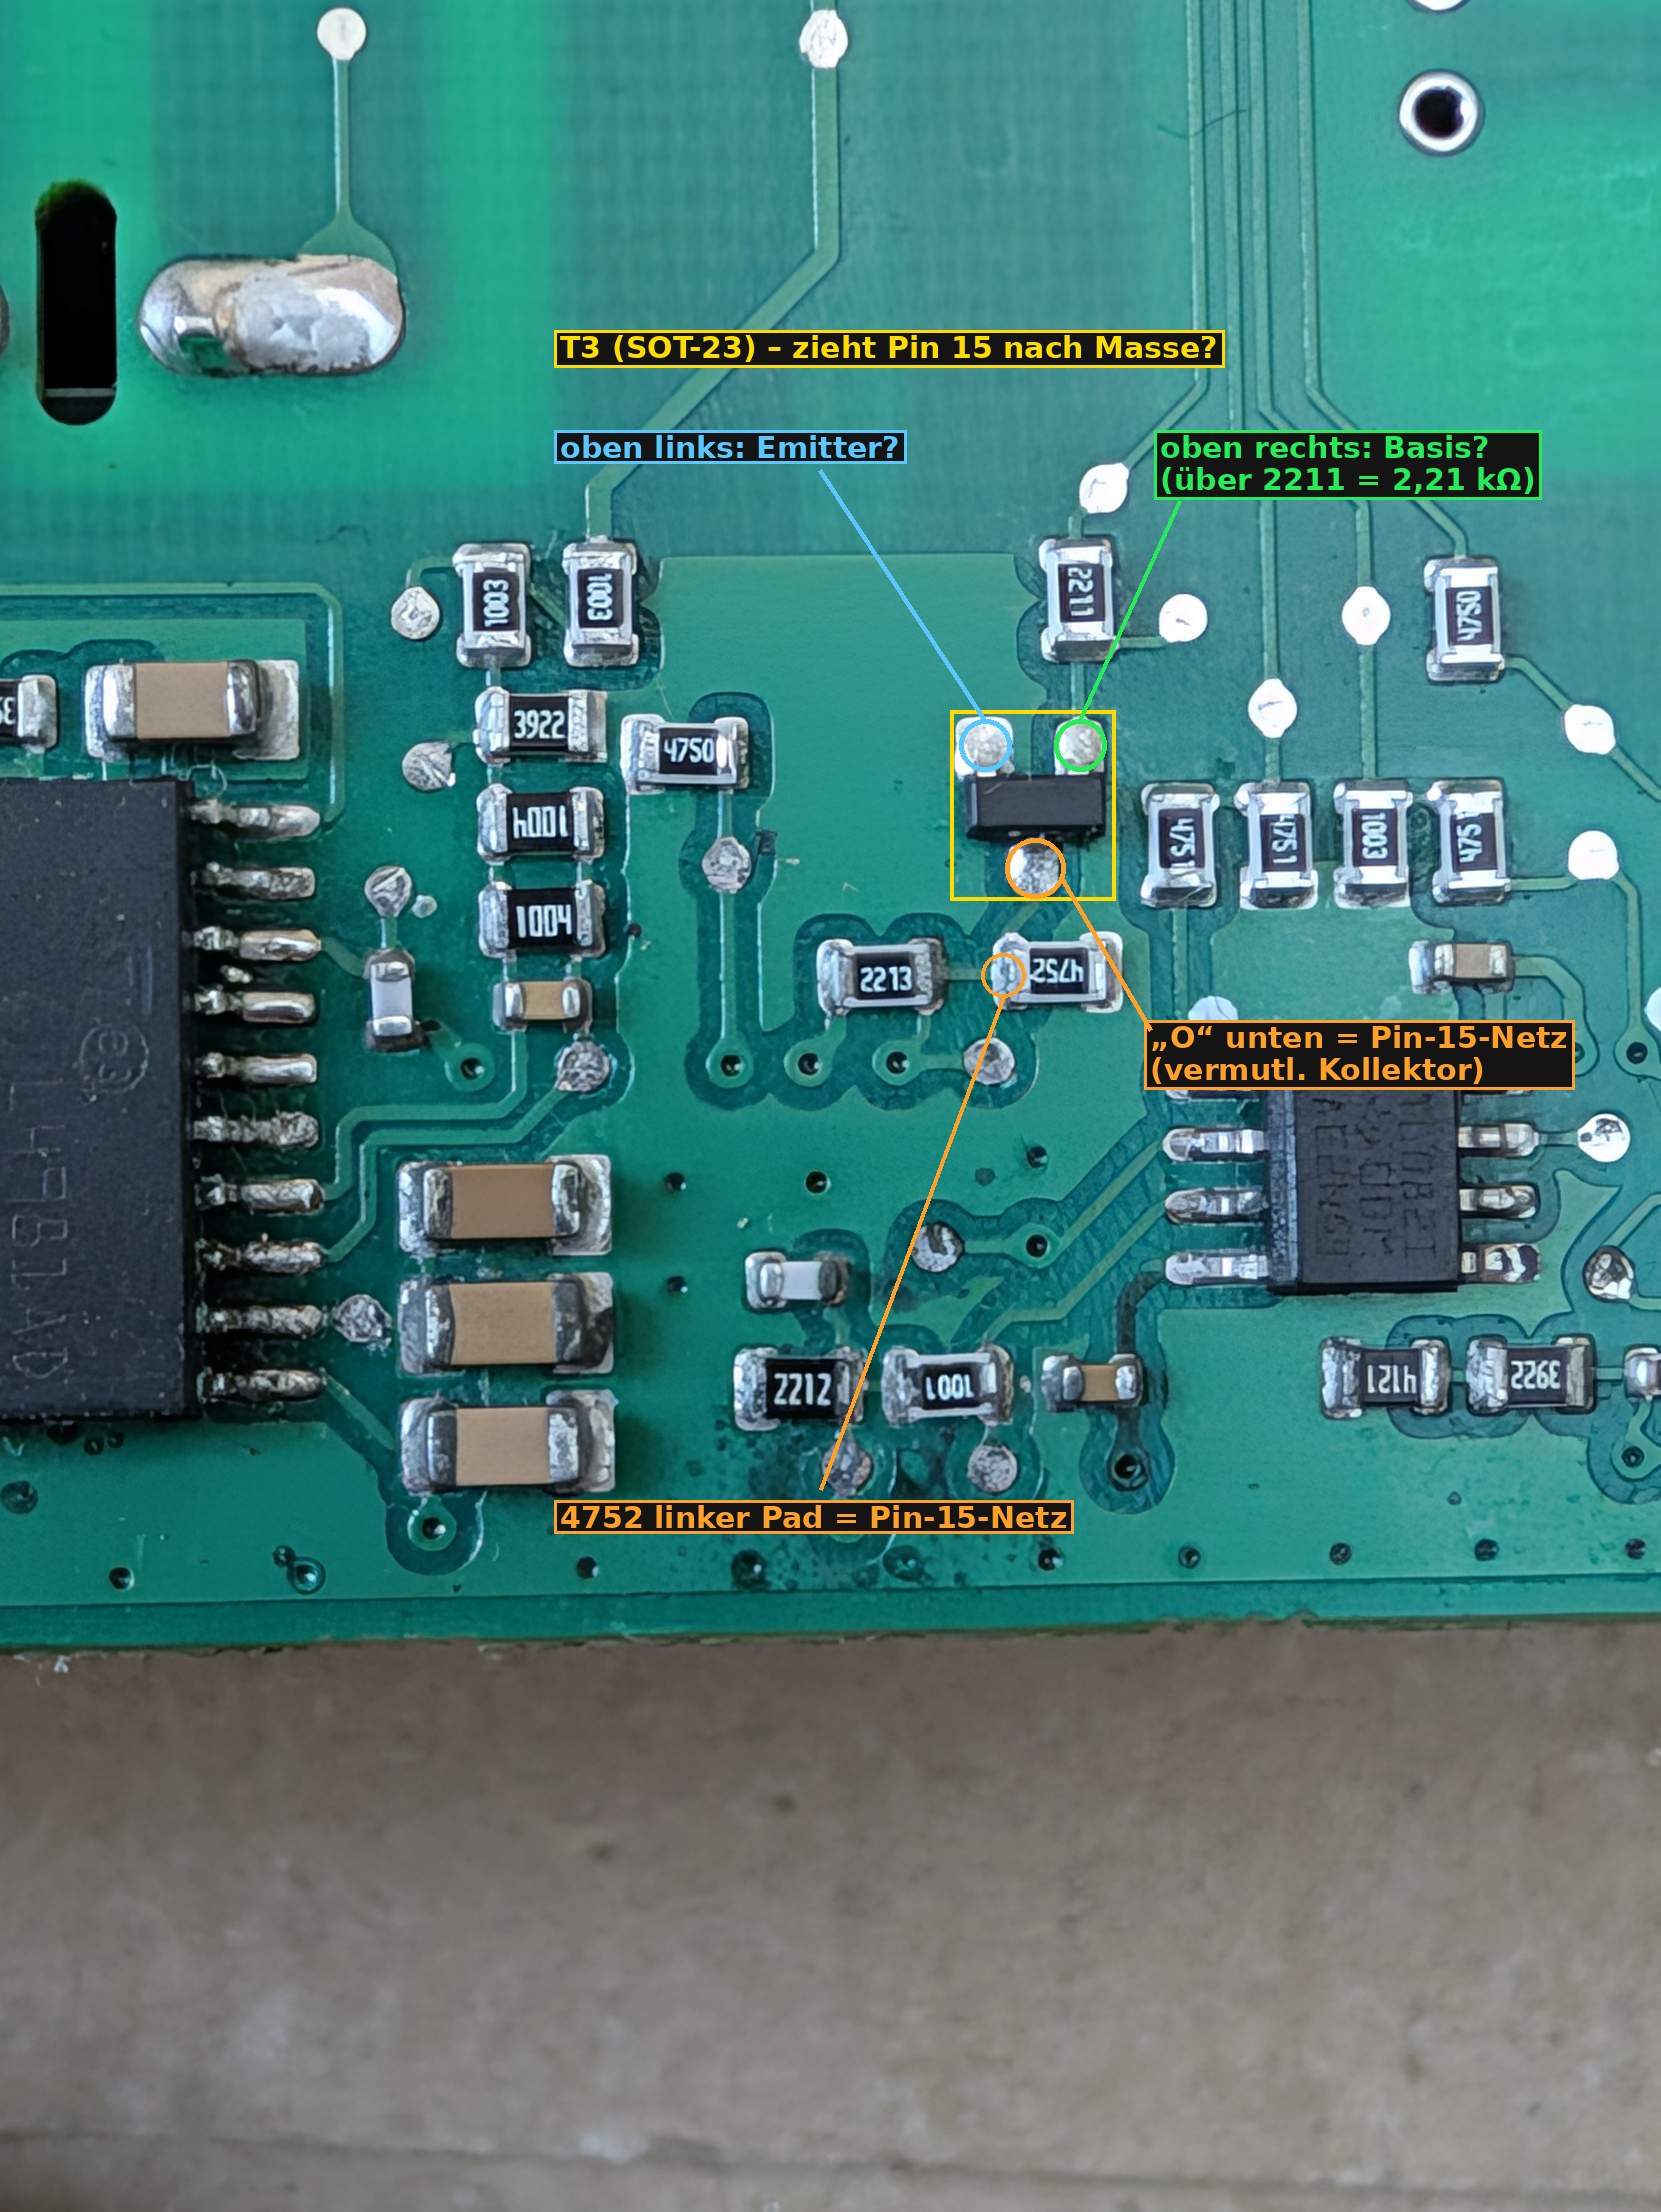 T3 (SOT-23) – zieht Pin 15 nach Masse?
oben links: Emitter?
oben rechts: Basis?
(über 2211 = 2,21 kΩ)
1003
1003
2211
4750
3922
4750
1004
4751
4751
1003
475
1004
2213
4752
„O“ unten = Pin-15-Netz
(vermutl. Kollektor)
2212
1001
4121
3922
4752 linker Pad = Pin-15-Netz